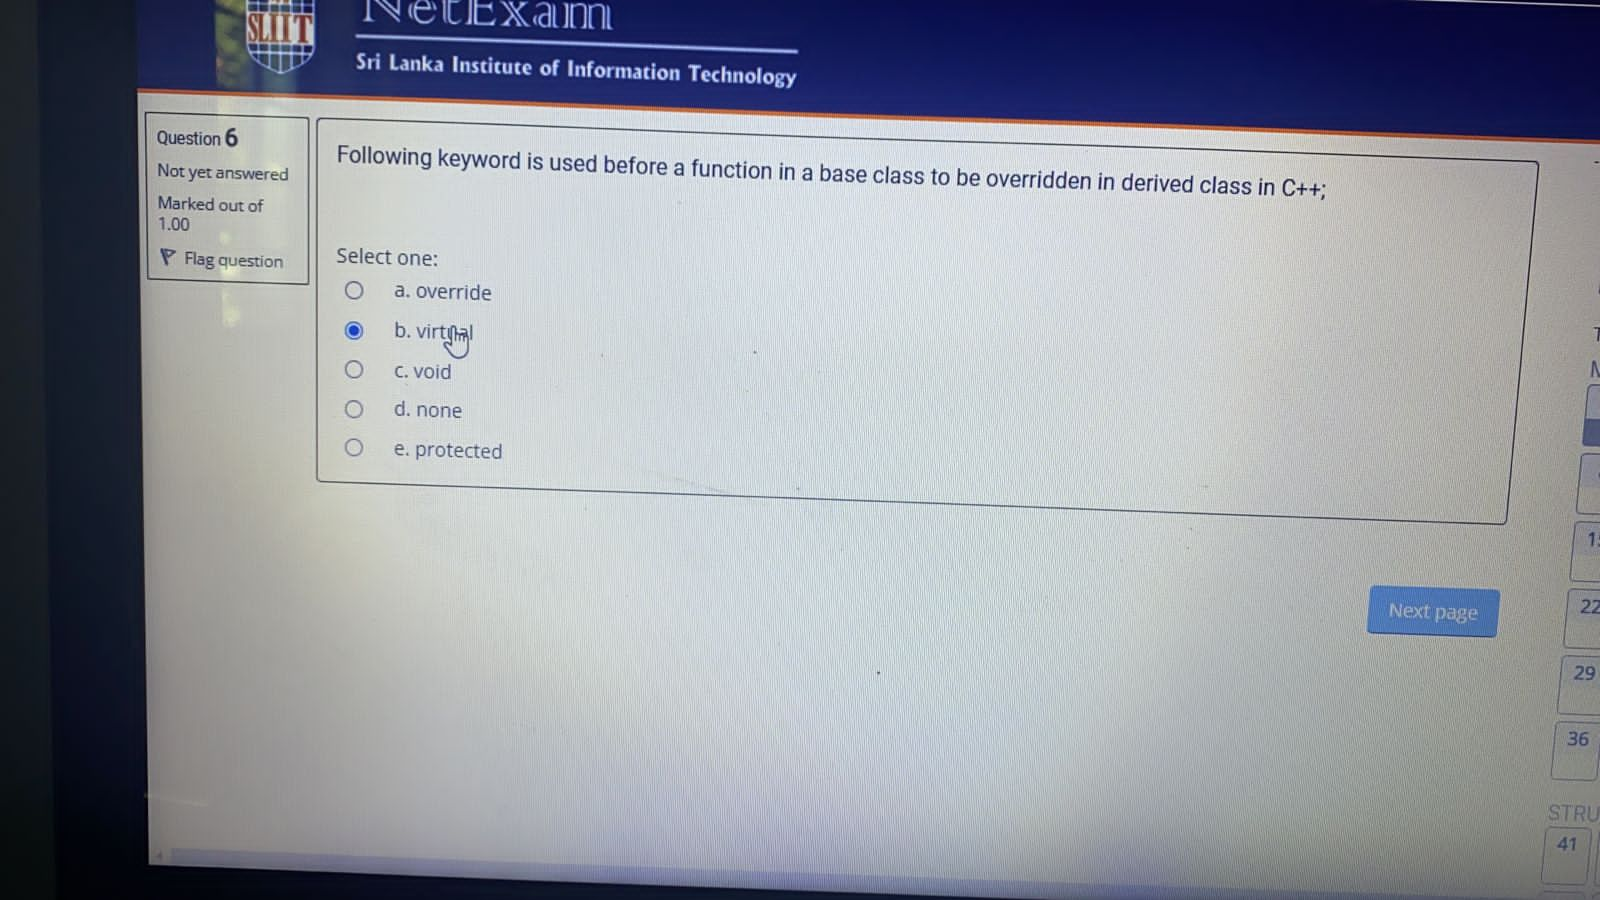 SLIIT
NetExam
Sri Lanka Institute of Information Technology
Question 6
Not yet answered
Marked out of
1.00
Flag question
Following keyword is used before a function in a base class to be overridden in derived class in C++;
Select one:
a. override
b. virtual
c. void
d. none
e. protected
Next page
22
29
36
STRU
41